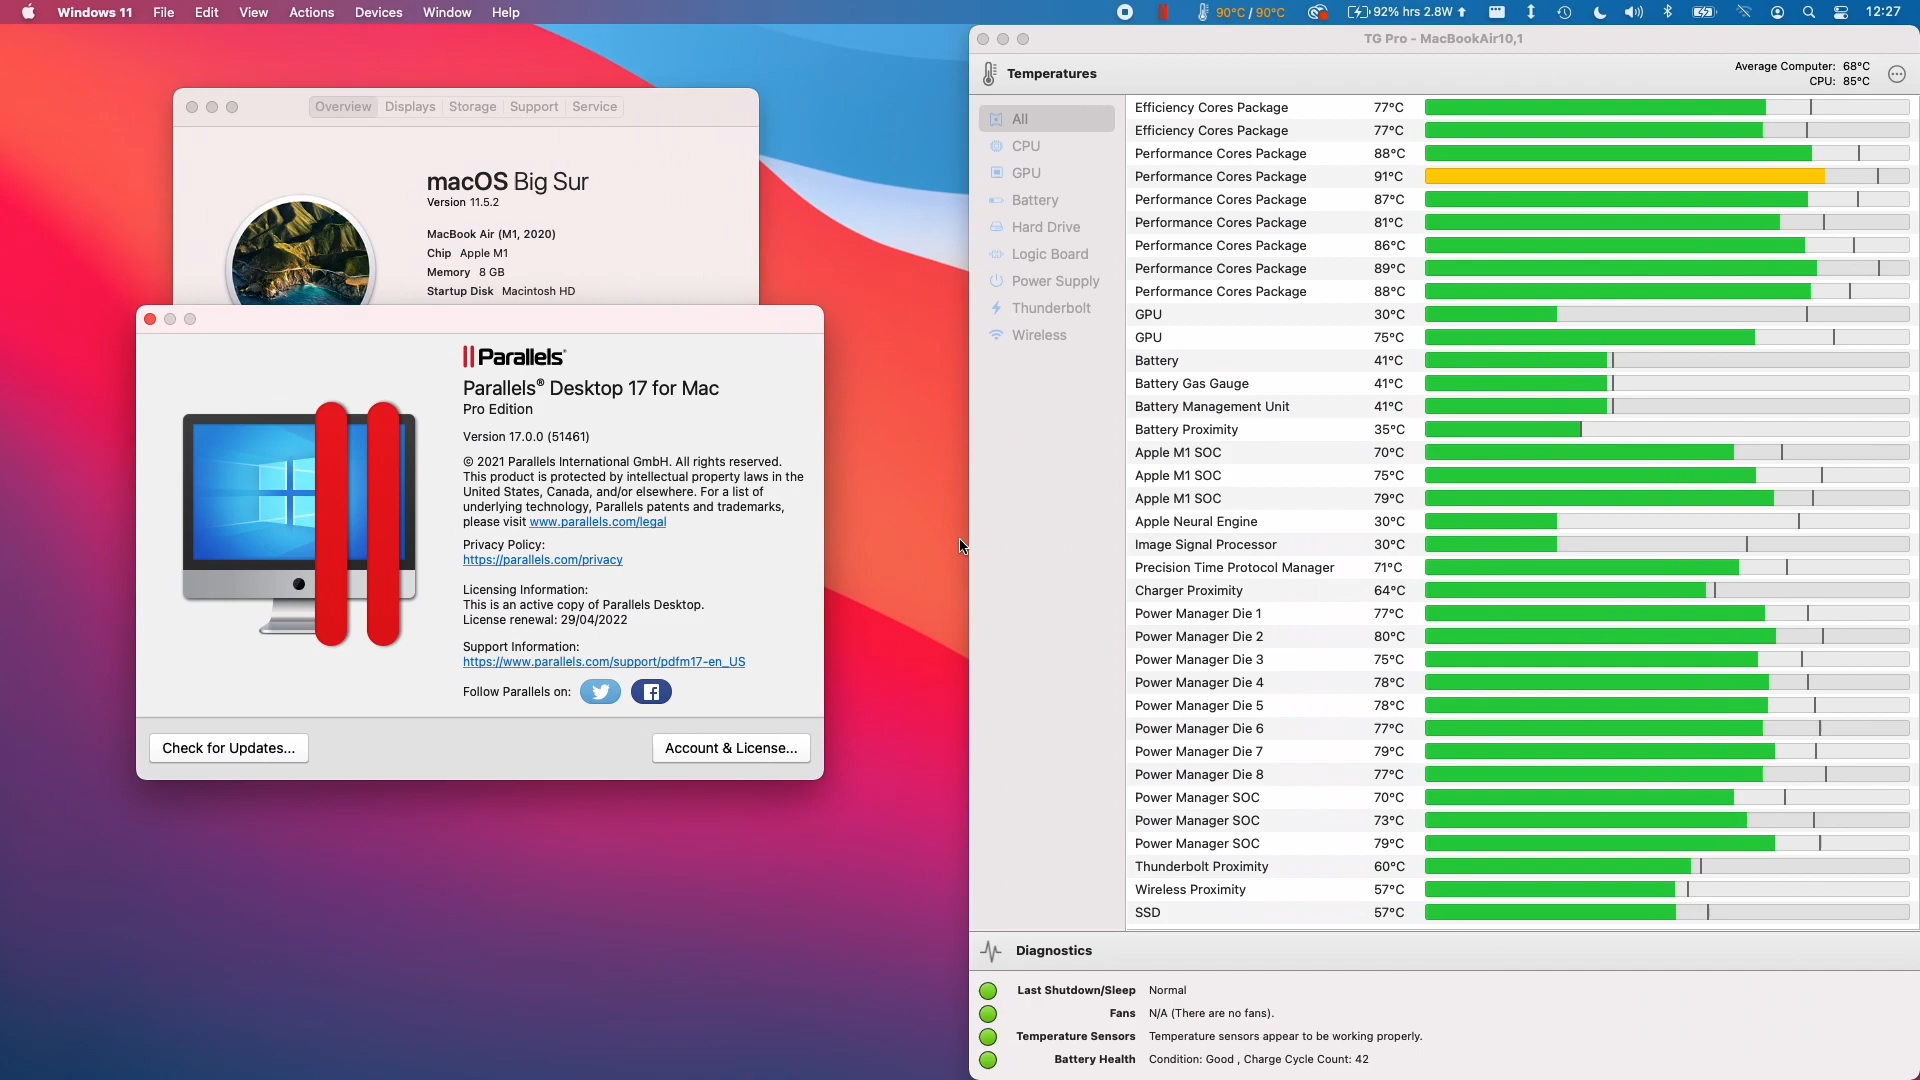 Windows 11 File Edit View Actions Devices Window Help
90°C / 90°C 92% hrs 2.8W 12:27
Overview Displays Storage Support Service
macOS Big Sur
Version 11.5.2
MacBook Air (M1, 2020)
Chip Apple M1
Memory 8 GB
Startup Disk Macintosh HD
Parallels®
Parallels® Desktop 17 for Mac
Pro Edition
Version 17.0.0 (51461)
© 2021 Parallels International GmbH. All rights reserved.
This product is protected by intellectual property laws in the
United States, Canada, and/or elsewhere. For a list of
underlying technology, Parallels patents and trademarks,
please visit www.parallels.com/legal
Privacy Policy:
https://parallels.com/privacy
Licensing Information:
This is an active copy of Parallels Desktop.
License renewal: 29/04/2022
Support Information:
https://www.parallels.com/support/pdfm17-en_US
Follow Parallels on:
Check for Updates...
Account & License...
TG Pro - MacBookAir10,1
Temperatures
Average Computer: 68°C
CPU: 85°C
All
CPU
GPU
Battery
Hard Drive
Logic Board
Power Supply
Thunderbolt
Wireless
Efficiency Cores Package 77°C
Efficiency Cores Package 77°C
Performance Cores Package 88°C
Performance Cores Package 91°C
Performance Cores Package 87°C
Performance Cores Package 81°C
Performance Cores Package 86°C
Performance Cores Package 89°C
Performance Cores Package 88°C
GPU 30°C
GPU 75°C
Battery 41°C
Battery Gas Gauge 41°C
Battery Management Unit 41°C
Battery Proximity 35°C
Apple M1 SOC 70°C
Apple M1 SOC 75°C
Apple M1 SOC 79°C
Apple Neural Engine 30°C
Image Signal Processor 30°C
Precision Time Protocol Manager 71°C
Charger Proximity 64°C
Power Manager Die 1 77°C
Power Manager Die 2 80°C
Power Manager Die 3 75°C
Power Manager Die 4 78°C
Power Manager Die 5 78°C
Power Manager Die 6 77°C
Power Manager Die 7 79°C
Power Manager Die 8 77°C
Power Manager SOC 70°C
Power Manager SOC 73°C
Power Manager SOC 79°C
Thunderbolt Proximity 60°C
Wireless Proximity 57°C
SSD 57°C
Diagnostics
Last Shutdown/Sleep Normal
Fans N/A (There are no fans).
Temperature Sensors Temperature sensors appear to be working properly.
Battery Health Condition: Good , Charge Cycle Count: 42